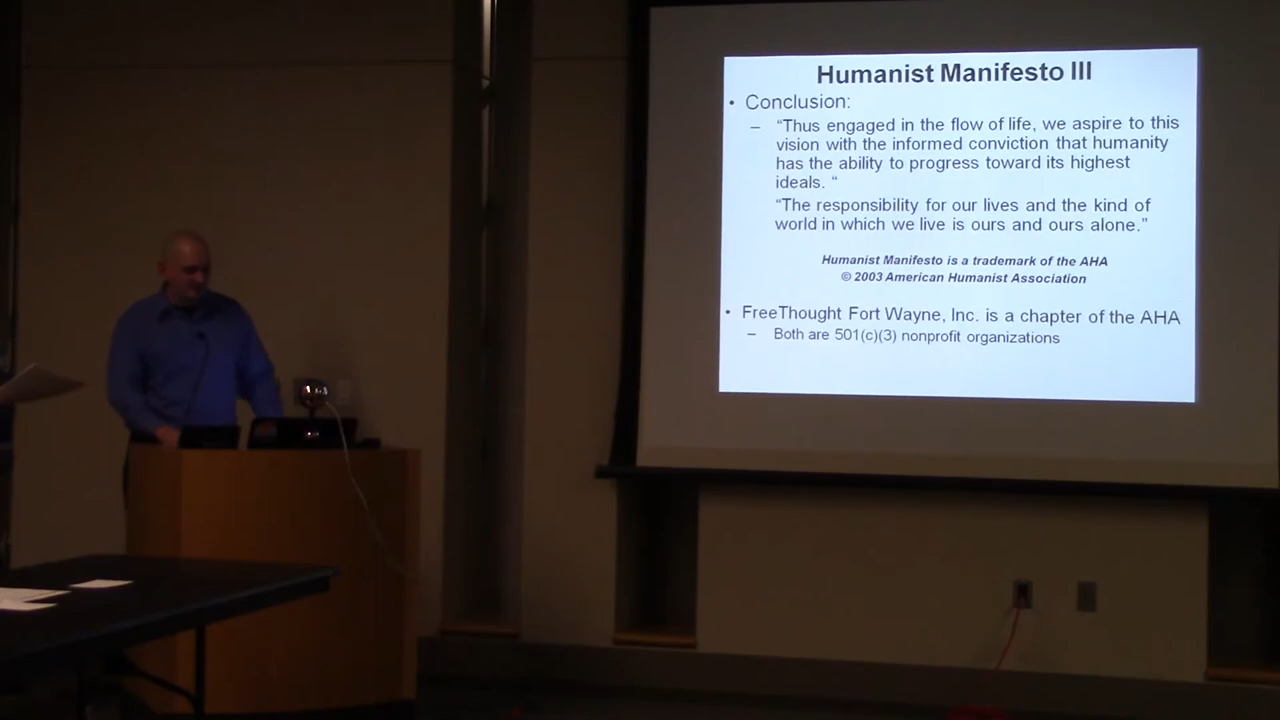 Humanist Manifesto III
• Conclusion:
– “Thus engaged in the flow of life, we aspire to this
vision with the informed conviction that humanity
has the ability to progress toward its highest
ideals. “
“The responsibility for our lives and the kind of
world in which we live is ours and ours alone.”
Humanist Manifesto is a trademark of the AHA
© 2003 American Humanist Association
• FreeThought Fort Wayne, Inc. is a chapter of the AHA
– Both are 501(c)(3) nonprofit organizations